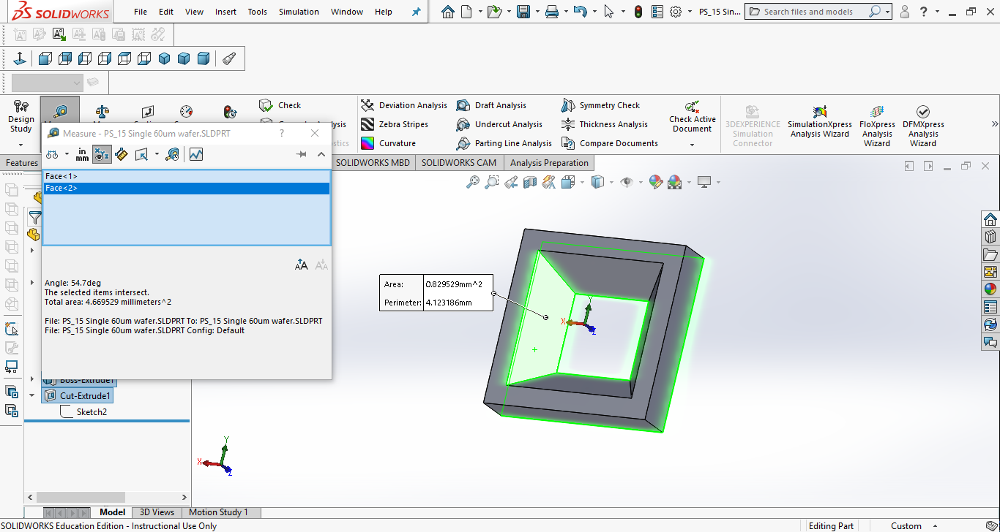 SOLIDWORKS
File Edit View Insert Tools Simulation Window Help
PS_15 Sin...
Search files and models
?
Design
Study
Check
Deviation Analysis
Draft Analysis
Symmetry Check
Check Active
Document
3DEXPERIENCE
Simulation
Connector
SimulationXpress
Analysis Wizard
FloXpress
Analysis
Wizard
DFMXpress
Analysis
Wizard
Zebra Stripes
Undercut Analysis
Thickness Analysis
Curvature
Parting Line Analysis
Compare Documents
Measure - PS_15 Single 60um wafer.SLDPRT
?
in
mm
Features
SOLIDWORKS MBD
SOLIDWORKS CAM
Analysis Preparation
Face<1>
Face<2>
Angle: 54.7deg
The selected items intersect.
Total area: 4.669529 millimeters^2
File: PS_15 Single 60um wafer.SLDPRT To: PS_15 Single 60um wafer.SLDPRT
File: PS_15 Single 60um wafer.SLDPRT Config: Default
Area: 0.829529mm^2
Perimeter: 4.123186mm
Y
X
Z
Boss-Extrude1
Cut-Extrude1
Sketch2
Y
X
Z
Model
3D Views
Motion Study 1
SOLIDWORKS Education Edition - Instructional Use Only
Editing Part
Custom